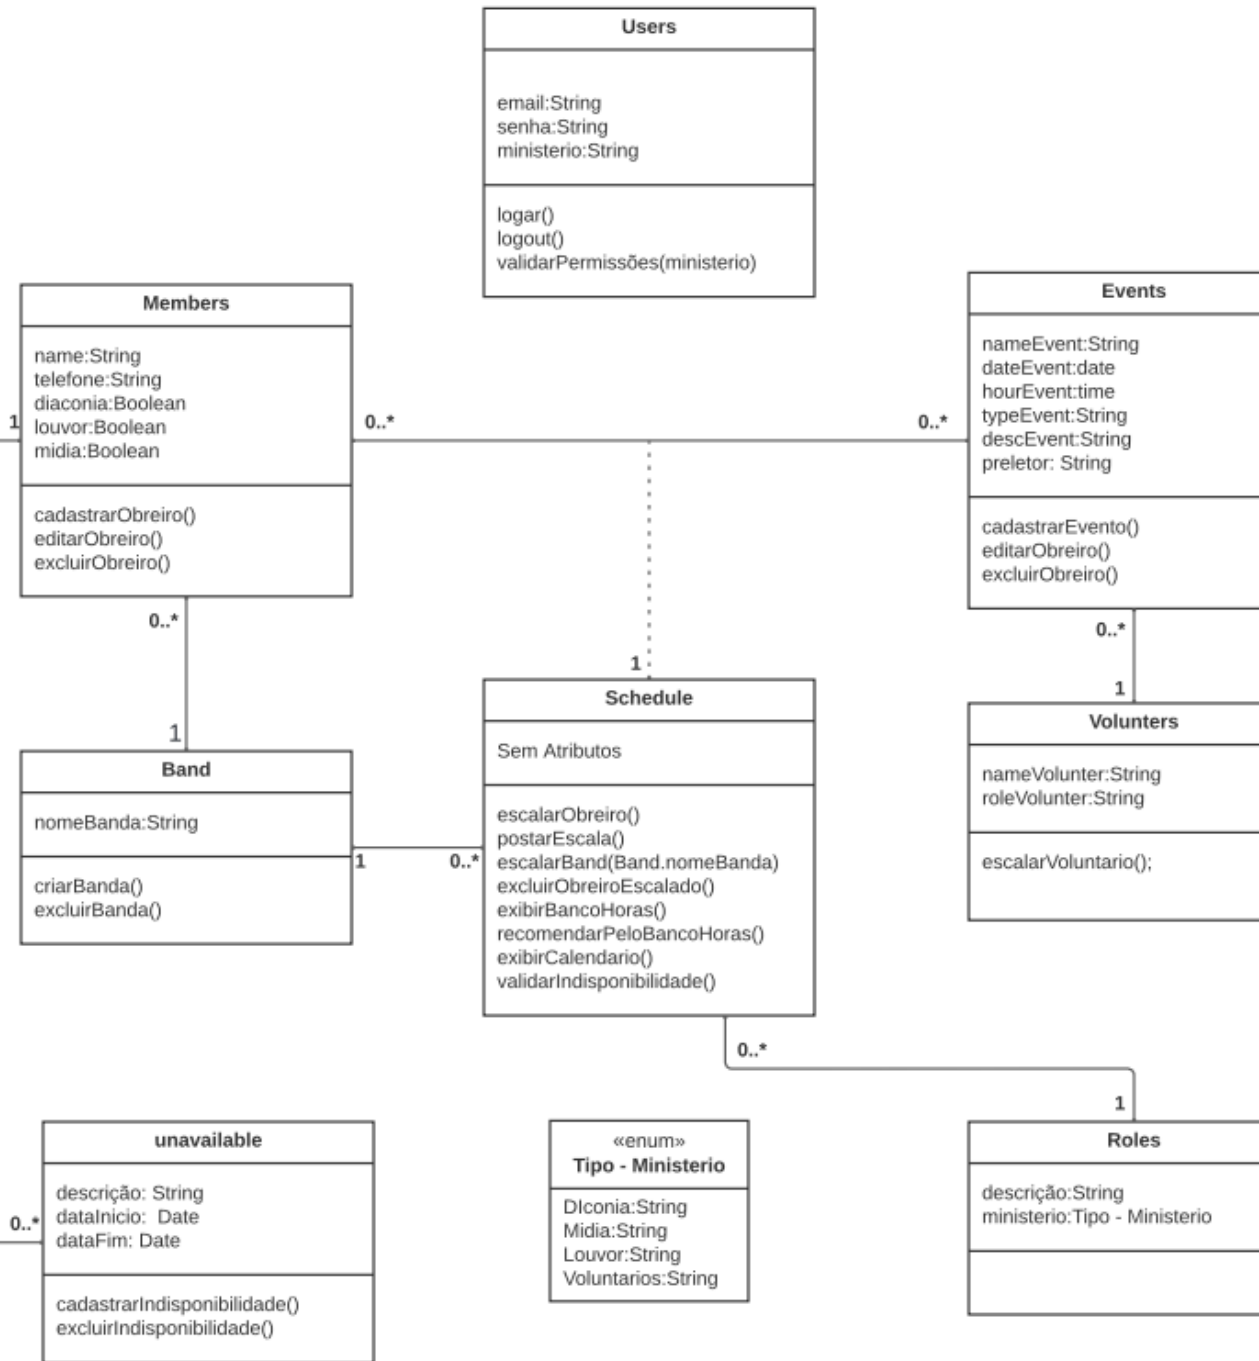 Users
email:String
senha:String
ministerio:String
logar()
logout()
validarPermissões(ministerio)
Members
name:String
telefone:String
diaconia:Boolean
louvor:Boolean
midia:Boolean
cadastrarObreiro()
editarObreiro()
excluirObreiro()
1
0..*
0..*
Events
nameEvent:String
dateEvent:date
hourEvent:time
typeEvent:String
descEvent:String
preletor: String
cadastrarEvento()
editarObreiro()
excluirObreiro()
0..*
1
0..*
1
1
Band
nomeBanda:String
criarBanda()
excluirBanda()
1
0..*
Schedule
Sem Atributos
escalarObreiro()
postarEscala()
escalarBand(Band.nomeBanda)
excluirObreiroEscalado()
exibirBancoHoras()
recomendarPeloBancoHoras()
exibirCalendario()
validarIndisponibilidade()
Volunters
nameVolunter:String
roleVolunter:String
escalarVoluntario();
0..*
1
unavailable
descrição: String
dataInicio:  Date
dataFim: Date
cadastrarIndisponibilidade()
excluirIndisponibilidade()
0..*
«enum»
Tipo - Ministerio
DIconia:String
Midia:String
Louvor:String
Voluntarios:String
Roles
descrição:String
ministerio:Tipo - Ministerio